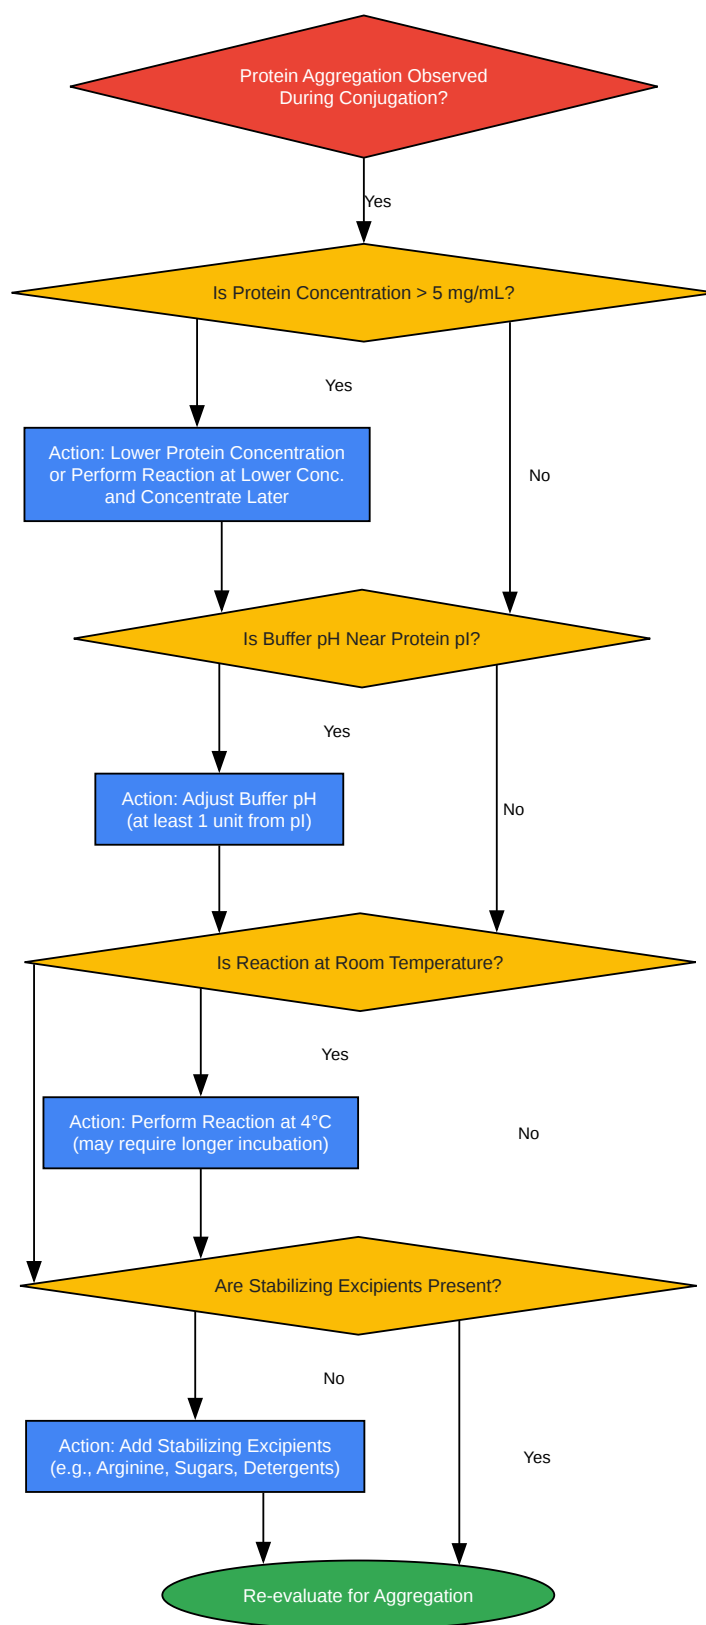 Protein Aggregation Observed
During Conjugation?
Yes
Is Protein Concentration > 5 mg/mL?
Yes
Action: Lower Protein Concentration
or Perform Reaction at Lower Conc.
and Concentrate Later
No
Is Buffer pH Near Protein pI?
Yes
Action: Adjust Buffer pH
(at least 1 unit from pI)
No
Is Reaction at Room Temperature?
Yes
Action: Perform Reaction at 4°C
(may require longer incubation)
No
Are Stabilizing Excipients Present?
No
Action: Add Stabilizing Excipients
(e.g., Arginine, Sugars, Detergents)
Yes
Re-evaluate for Aggregation